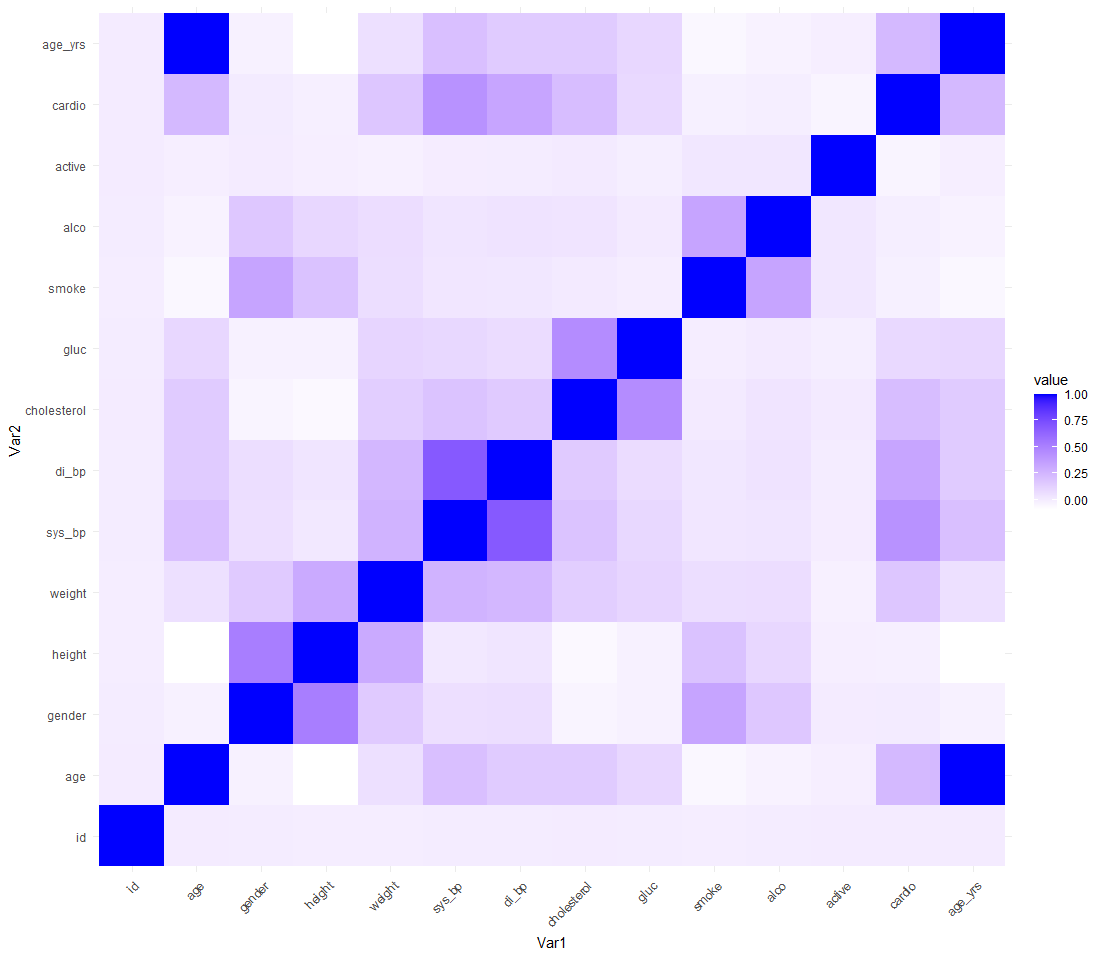 age_yrs
cardio
active
alco
smoke
gluc
cholesterol
di_bp
sys_bp
weight
height
gender
age
id
Var2
id
age
gender
height
weight
sys_bp
di_bp
cholesterol
gluc
smoke
alco
active
cardio
age_yrs
Var1
value
1.00
0.75
0.50
0.25
0.00